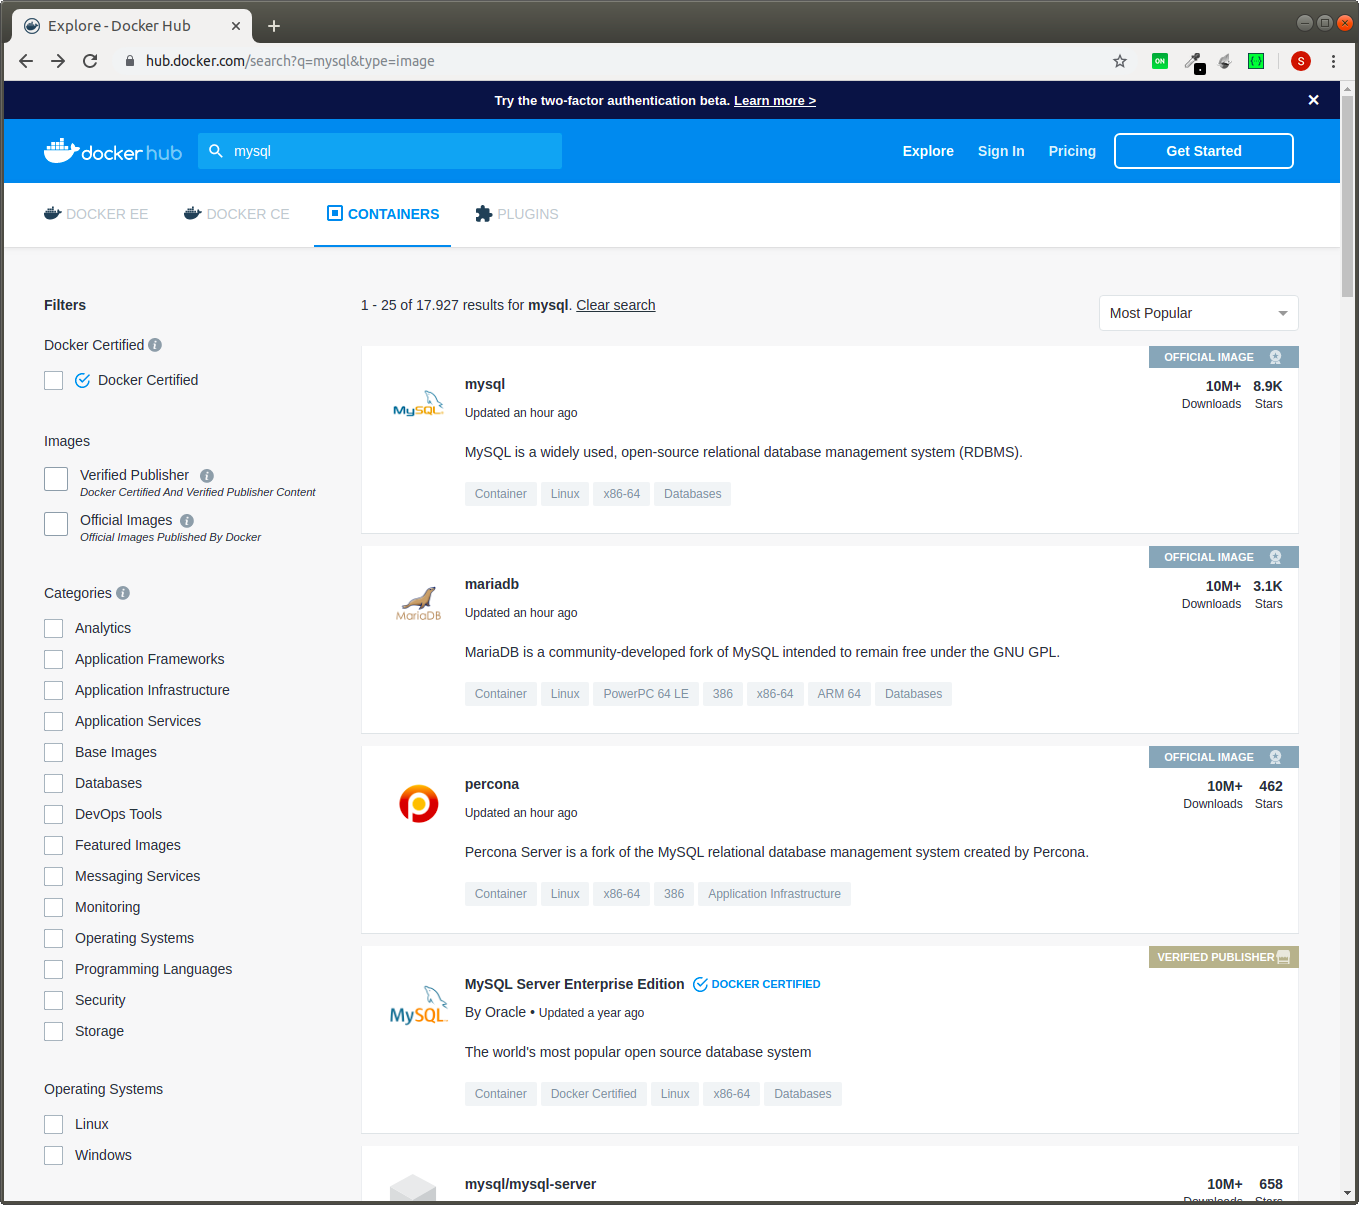 Explore - Docker Hub
hub.docker.com/search?q=mysql&type=image
ON
S
Try the two-factor authentication beta. Learn more >
docker hub
mysql
Explore
Sign In
Pricing
Get Started
DOCKER EE
DOCKER CE
CONTAINERS
PLUGINS
Filters
Docker Certified
Docker Certified
Images
Verified Publisher
Docker Certified And Verified Publisher Content
Official Images
Official Images Published By Docker
Categories
Analytics
Application Frameworks
Application Infrastructure
Application Services
Base Images
Databases
DevOps Tools
Featured Images
Messaging Services
Monitoring
Operating Systems
Programming Languages
Security
Storage
Operating Systems
Linux
Windows
1 - 25 of 17.927 results for mysql. Clear search
Most Popular
OFFICIAL IMAGE
MySQL
mysql
10M+ 8.9K
Updated an hour ago
Downloads Stars
MySQL is a widely used, open-source relational database management system (RDBMS).
Container Linux x86-64 Databases
OFFICIAL IMAGE
MariaDB
mariadb
10M+ 3.1K
Updated an hour ago
Downloads Stars
MariaDB is a community-developed fork of MySQL intended to remain free under the GNU GPL.
Container Linux PowerPC 64 LE 386 x86-64 ARM 64 Databases
OFFICIAL IMAGE
percona
10M+ 462
Updated an hour ago
Downloads Stars
Percona Server is a fork of the MySQL relational database management system created by Percona.
Container Linux x86-64 386 Application Infrastructure
VERIFIED PUBLISHER
MySQL
MySQL Server Enterprise Edition DOCKER CERTIFIED
By Oracle • Updated a year ago
The world's most popular open source database system
Container Docker Certified Linux x86-64 Databases
mysql/mysql-server
10M+ 658
Downloads Stars